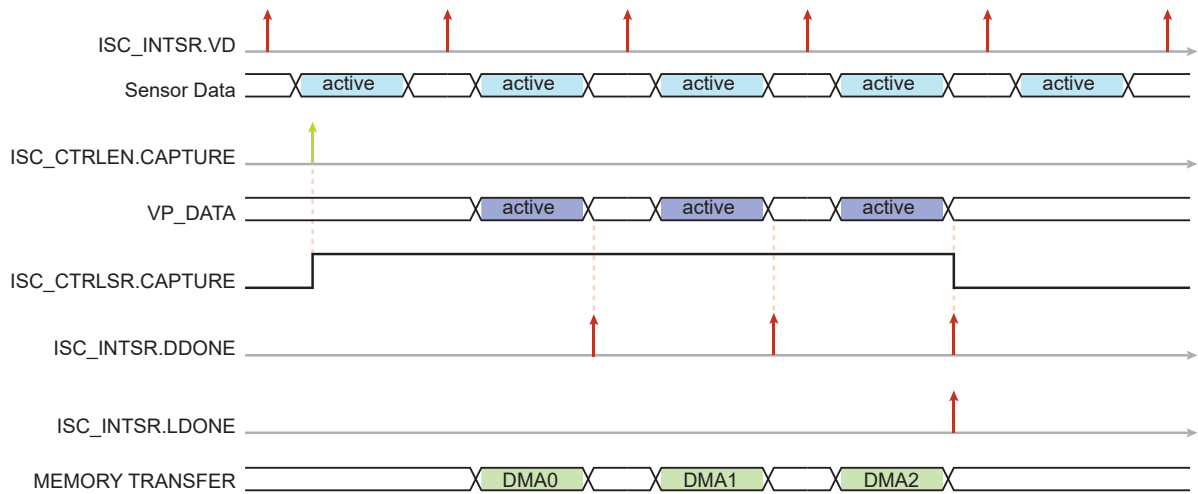 ISC_INTSR.VD
Sensor Data
active active active active active
ISC_CTRLEN.CAPTURE
VP_DATA
active active active
ISC_CTRLSR.CAPTURE
ISC_INTSR.DDONE
ISC_INTSR.LDONE
MEMORY TRANSFER
DMA0 DMA1 DMA2